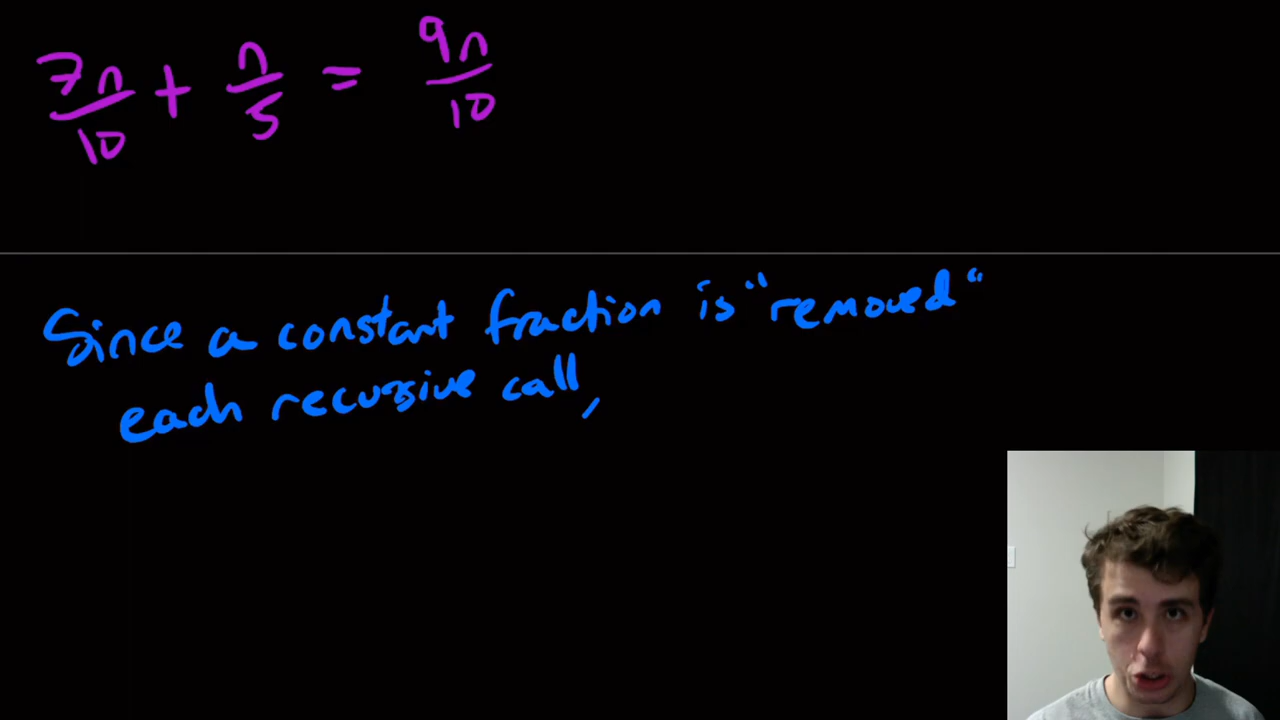 7n/10 + n/5 = 9n/10
Since a constant fraction is "removed"
each recursive call,